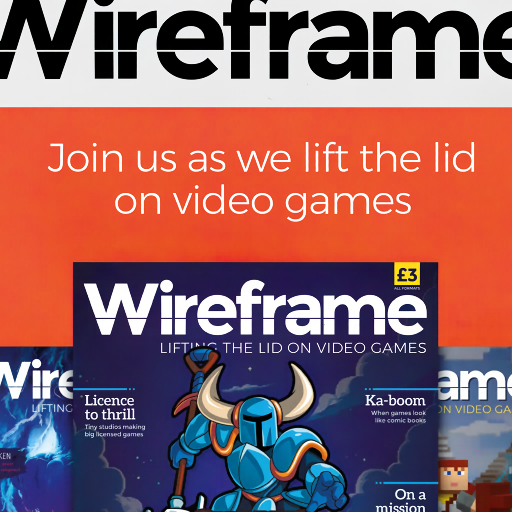 Wireframe
Join us as we lift the lid
on video games
£3
ALL FORMATS
Wireframe
LIFTING THE LID ON VIDEO GAMES
Licence
to thrill
Tiny studios making
big licensed games
Ka-boom
When games look
like comic books
On a
mission
Wire
LIFTING
KEN
ame
ON VIDEO GA